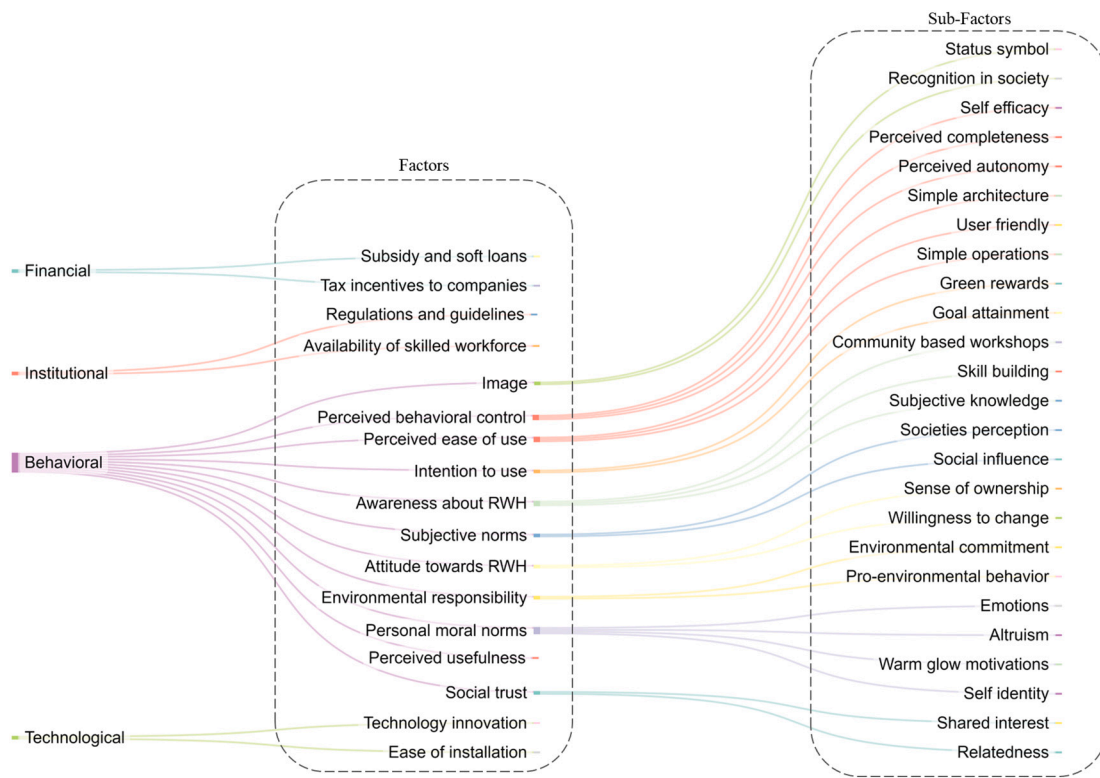 Sub-Factors
Status symbol
Recognition in society
Self efficacy
Perceived completeness
Perceived autonomy
Simple architecture
User friendly
Simple operations
Green rewards
Goal attainment
Community based workshops
Skill building
Subjective knowledge
Societies perception
Social influence
Sense of ownership
Willingness to change
Environmental commitment
Pro-environmental behavior
Emotions
Altruism
Warm glow motivations
Self identity
Shared interest
Relatedness
Factors
Subsidy and soft loans
Tax incentives to companies
Regulations and guidelines
Availability of skilled workforce
Image
Perceived behavioral control
Perceived ease of use
Intention to use
Awareness about RWH
Subjective norms
Attitude towards RWH
Environmental responsibility
Personal moral norms
Perceived usefulness
Social trust
Technology innovation
Ease of installation
Financial
Institutional
Behavioral
Technological